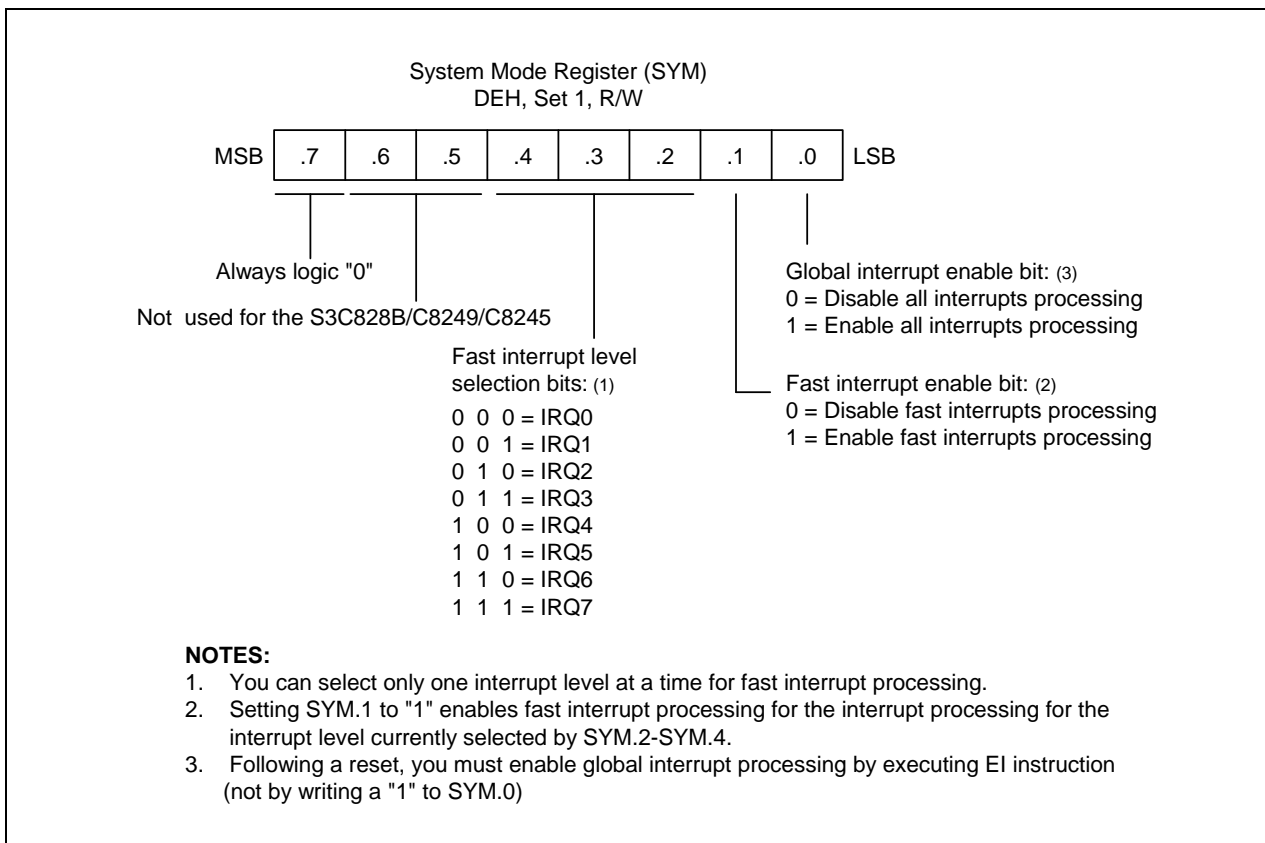 System Mode Register (SYM)
DEH, Set 1, R/W
MSB .7 .6 .5 .4 .3 .2 .1 .0 LSB
Always logic "0"
Not used for the S3C828B/C8249/C8245
Fast interrupt level
selection bits: (1)
0 0 0 = IRQ0
0 0 1 = IRQ1
0 1 0 = IRQ2
0 1 1 = IRQ3
1 0 0 = IRQ4
1 0 1 = IRQ5
1 1 0 = IRQ6
1 1 1 = IRQ7
Global interrupt enable bit: (3)
0 = Disable all interrupts processing
1 = Enable all interrupts processing
Fast interrupt enable bit: (2)
0 = Disable fast interrupts processing
1 = Enable fast interrupts processing
NOTES:
1. You can select only one interrupt level at a time for fast interrupt processing.
2. Setting SYM.1 to "1" enables fast interrupt processing for the interrupt processing for the
interrupt level currently selected by SYM.2-SYM.4.
3. Following a reset, you must enable global interrupt processing by executing EI instruction
(not by writing a "1" to SYM.0)